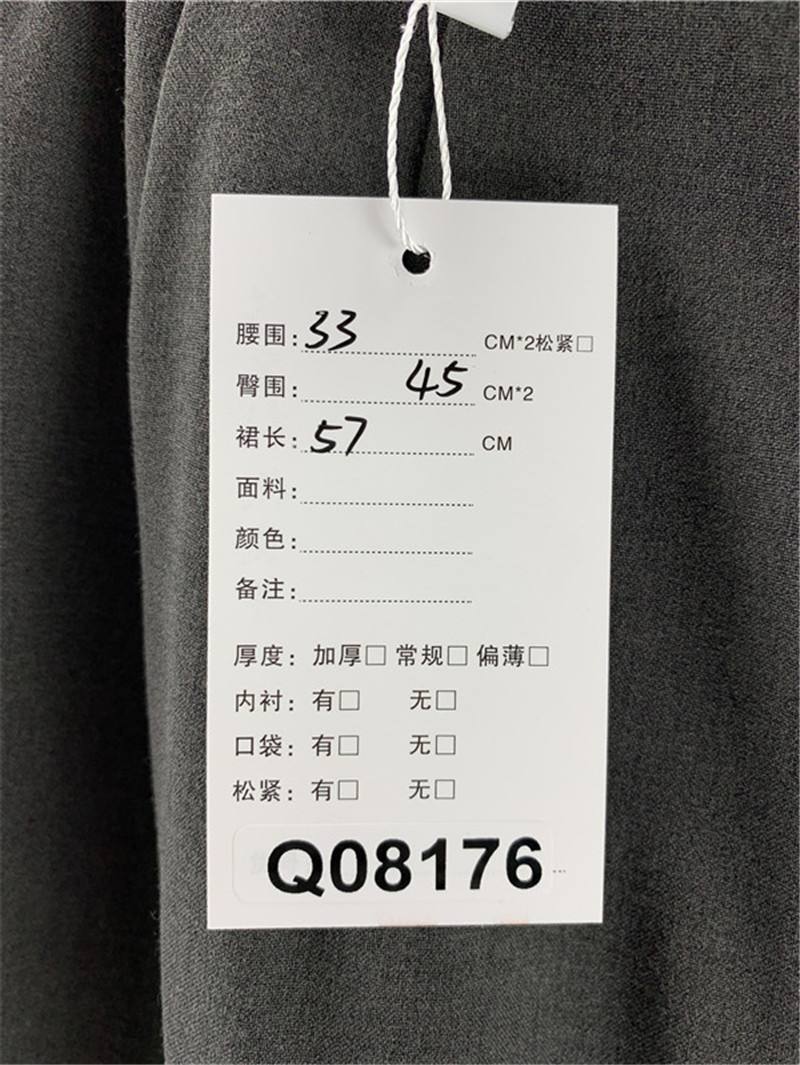 腰围: 33 CM*2松紧□
臀围: 45 CM*2
裙长: 57 CM
面料:
颜色:
备注:
厚度: 加厚□ 常规□ 偏薄□
内衬: 有□ 无□
口袋: 有□ 无□
松紧: 有□ 无□
Q08176